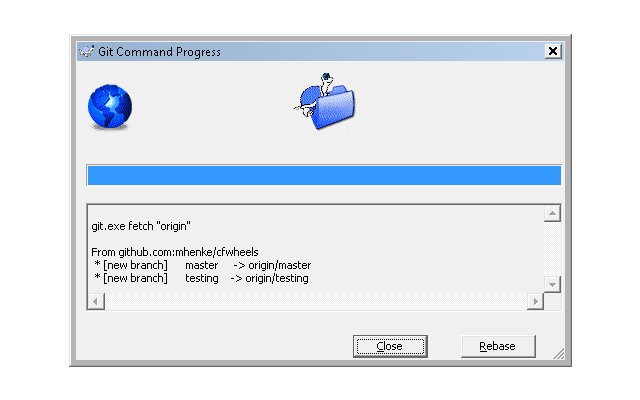 Git Command Progress
git.exe fetch "origin"
From github.com:mhenke/cfwheels
* [new branch] master -> origin/master
* [new branch] testing -> origin/testing
Close
Rebase